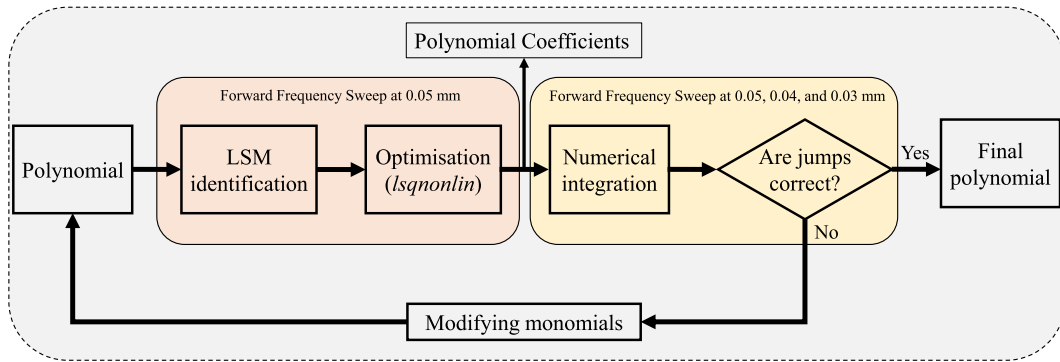 Polynomial Coefficients
Forward Frequency Sweep at 0.05 mm
Forward Frequency Sweep at 0.05, 0.04, and 0.03 mm
Polynomial
LSM
identification
Optimisation
(lsqnonlin)
Numerical
integration
Are jumps
correct?
Yes
Final
polynomial
No
Modifying monomials